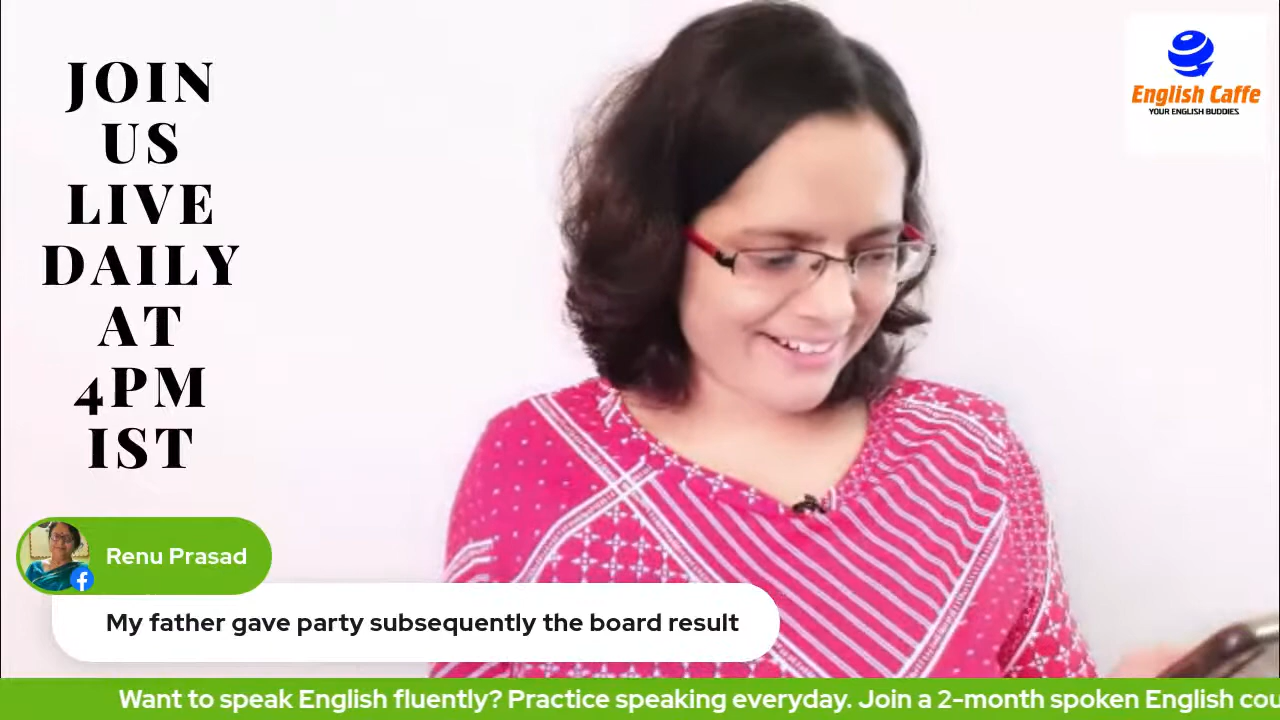 JOIN
US
LIVE
DAILY
AT
4PM
IST
English Caffe
YOUR ENGLISH BUDDIES
Renu Prasad
My father gave party subsequently the board result
Want to speak English fluently? Practice speaking everyday. Join a 2-month spoken English cou